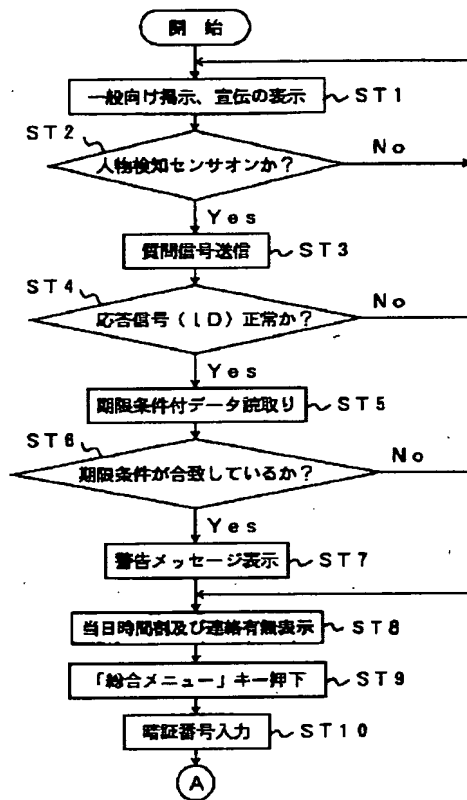 開 始
一般向け掲示、宣伝の表示 ST1
ST2
人物検知センサオンか? No
Yes
質問信号送信 ST3
ST4
応答信号(ID)正常か? No
Yes
期限条件付データ読取り ST5
ST6
期限条件が合致しているか? No
Yes
警告メッセージ表示 ST7
当日時間割及び連絡有無表示 ST8
「総合メニュー」キー押下 ST9
暗証番号入力 ST10
A